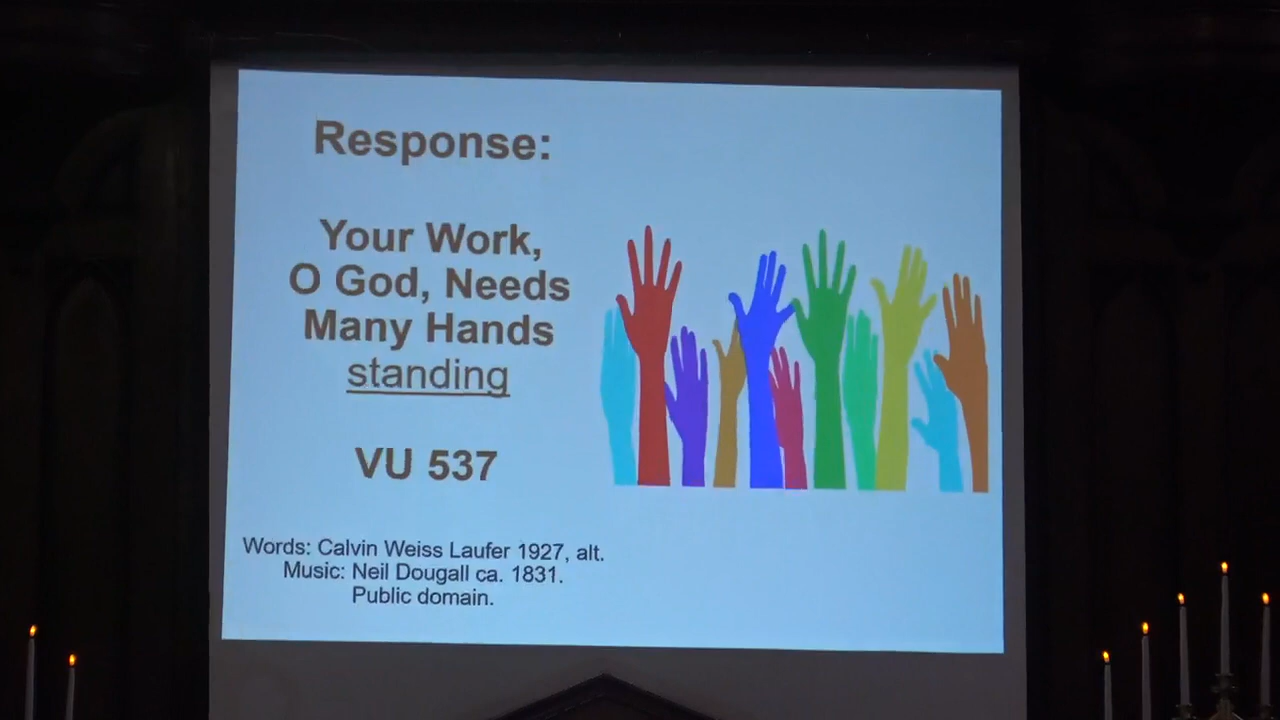 Response:
Your Work,
O God, Needs
Many Hands
standing
VU 537
Words: Calvin Weiss Laufer 1927, alt.
Music: Neil Dougall ca. 1831.
Public domain.